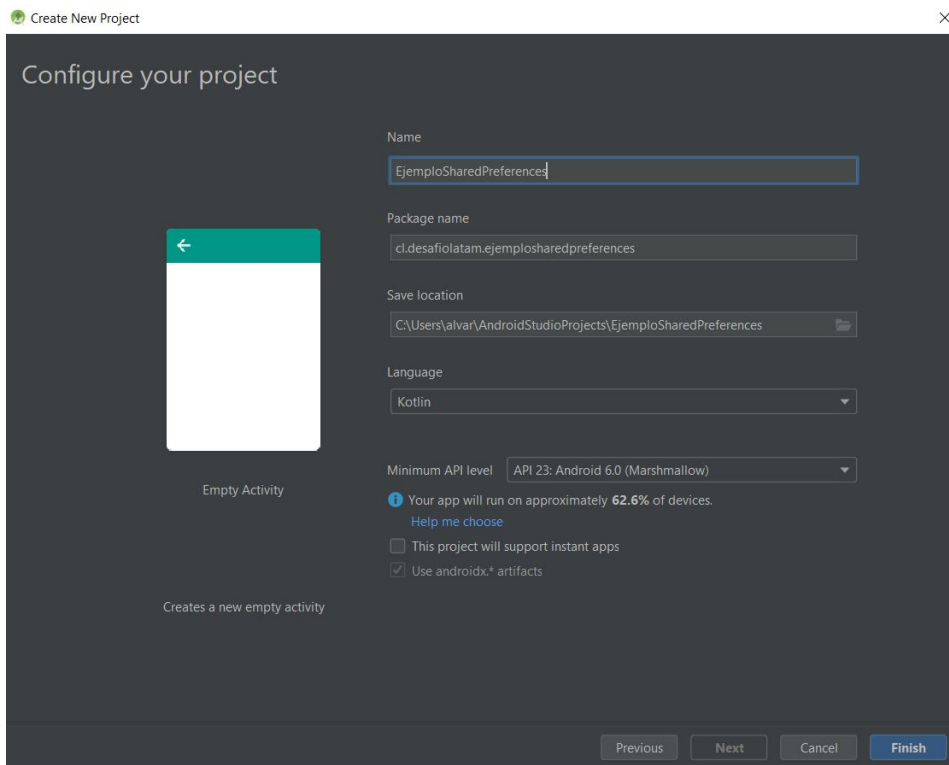 Create New Project
Configure your project
Name
EjemploSharedPreferences
Package name
cl.desafiolatam.ejemplosharedpreferences
Save location
C:\Users\alvar\AndroidStudioProjects\EjemploSharedPreferences
Language
Kotlin
Minimum API level API 23: Android 6.0 (Marshmallow)
Your app will run on approximately 62.6% of devices.
Help me choose
This project will support instant apps
Use androidx.* artifacts
Empty Activity
Creates a new empty activity
Previous Next Cancel Finish